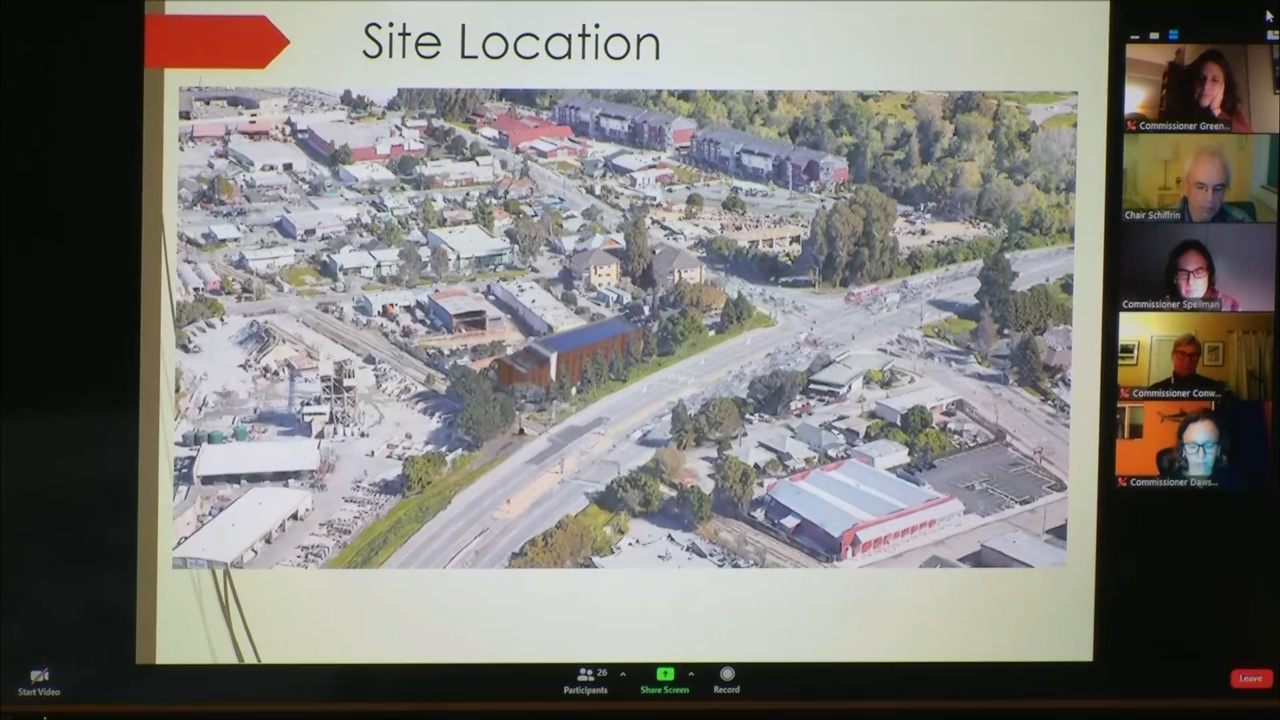 Site Location
Commissioner Green...
Chair Schiffrin
Commissioner Spellman
Commissioner Conw...
Commissioner Daws...
Start Video
26
Participants
Share Screen
Record
Leave